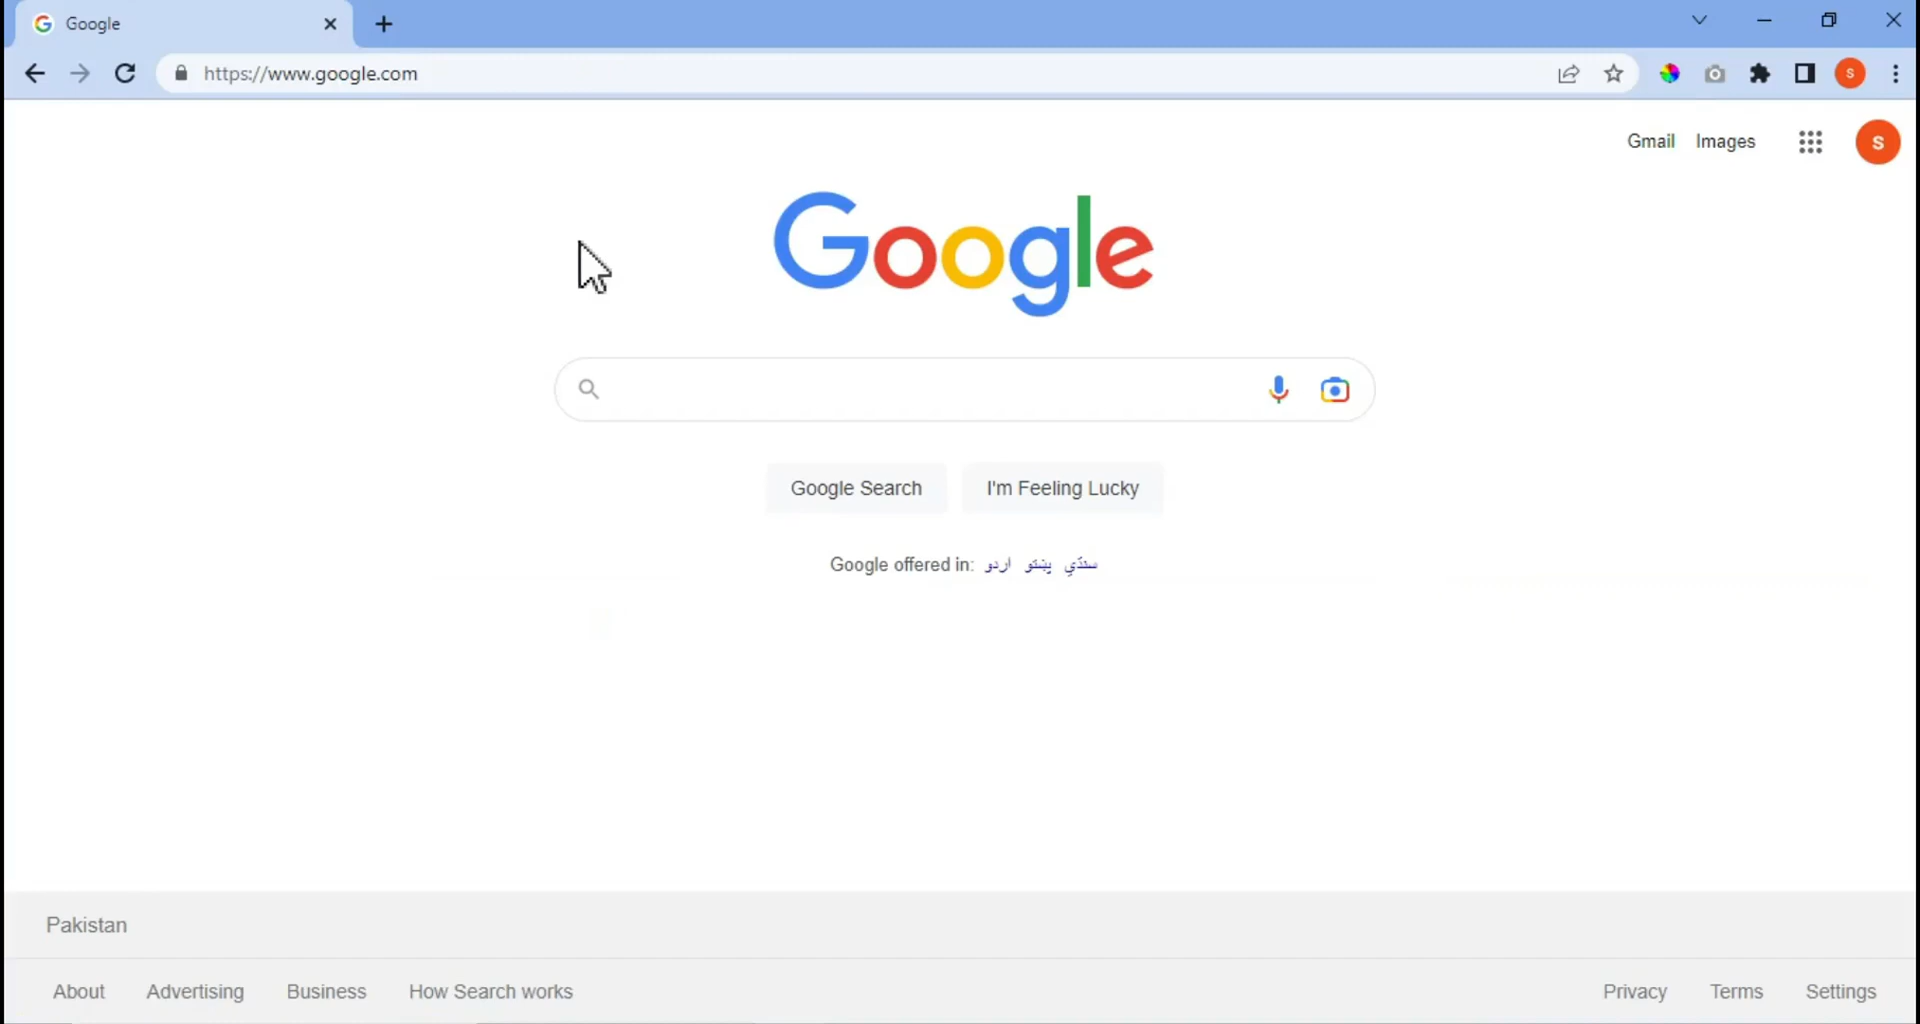 Google
https://www.google.com
S
Gmail Images
S
Google
Google Search I'm Feeling Lucky
Google offered in: اردو پښتو سنڌي
Pakistan
About Advertising Business How Search works
Privacy Terms Settings